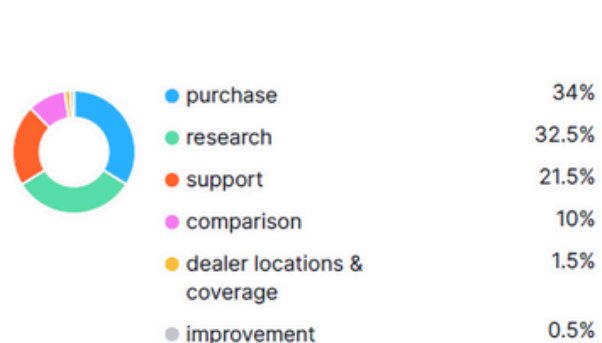 purchase 34%
research 32.5%
support 21.5%
comparison 10%
dealer locations & 1.5%
coverage
improvement 0.5%